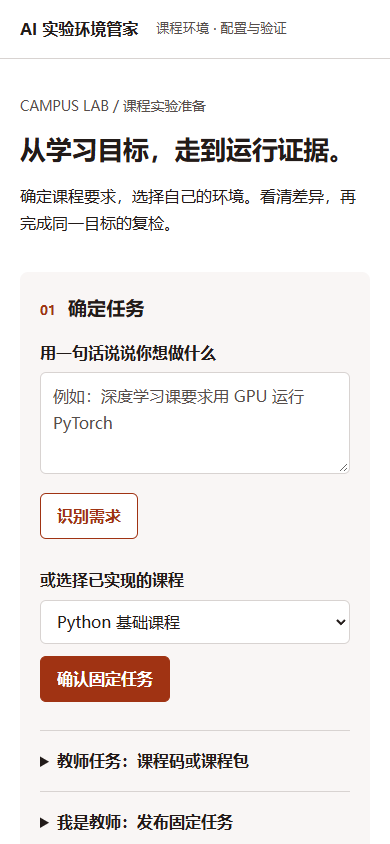 AI 实验环境管家
课程环境 · 配置与验证
CAMPUS LAB / 课程实验准备
从学习目标，走到运行证据。
确定课程要求，选择自己的环境。看清差异，再
完成同一目标的复检。
01 确定任务
用一句话说说你想做什么
例如：深度学习课要求用 GPU 运行
PyTorch
识别需求
或选择已实现的课程
Python 基础课程
确认固定任务
教师任务：课程码或课程包
我是教师：发布固定任务